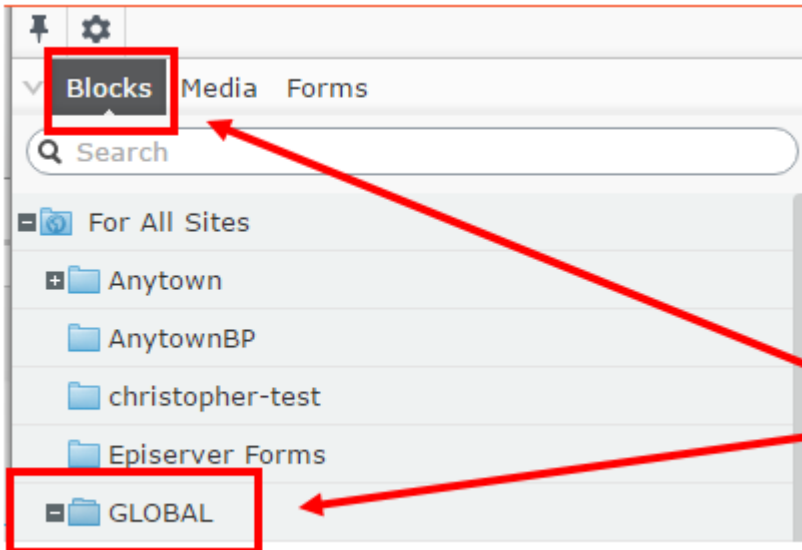 Blocks Media Forms
Search
For All Sites
Anytown
AnytownBP
christopher-test
Episerver Forms
GLOBAL